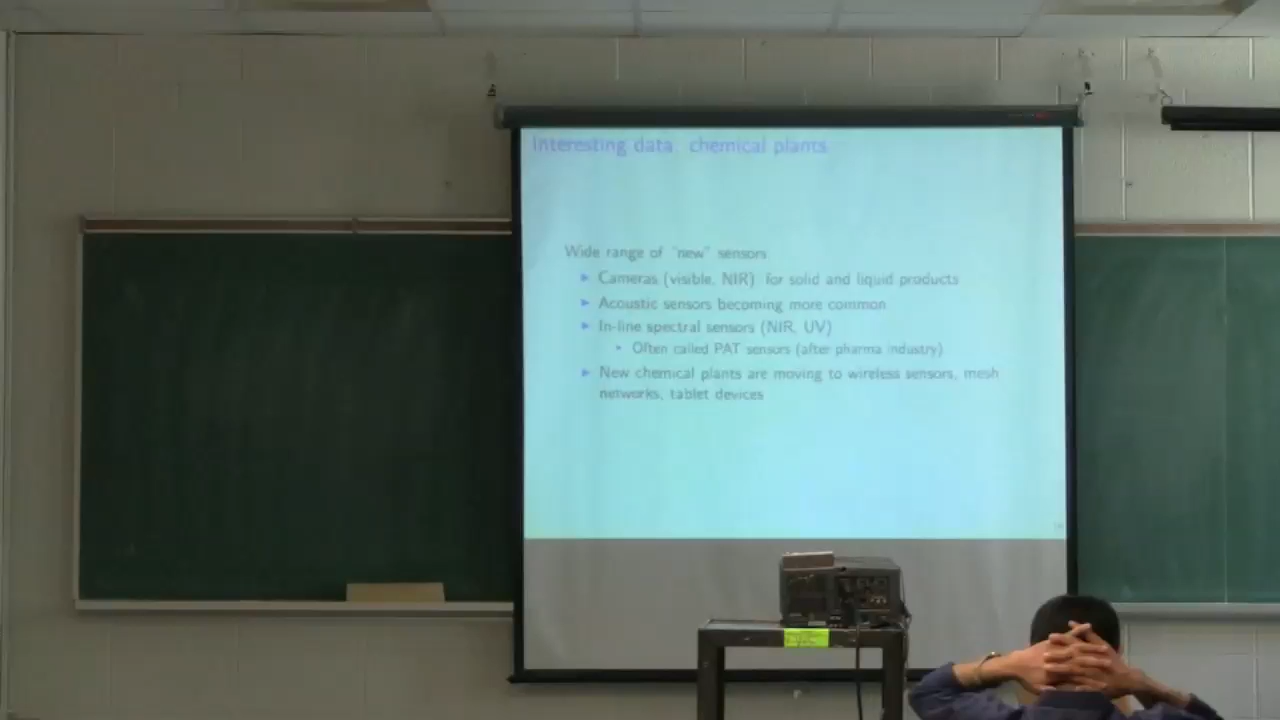 Interesting data: chemical plants
Wide range of "new" sensors
Cameras (visible, NIR) for solid and liquid products
Acoustic sensors becoming more common
In-line spectral sensors (NIR, UV)
Often called PAT sensors (after pharma industry)
New chemical plants are moving to wireless sensors, mesh
networks, tablet devices